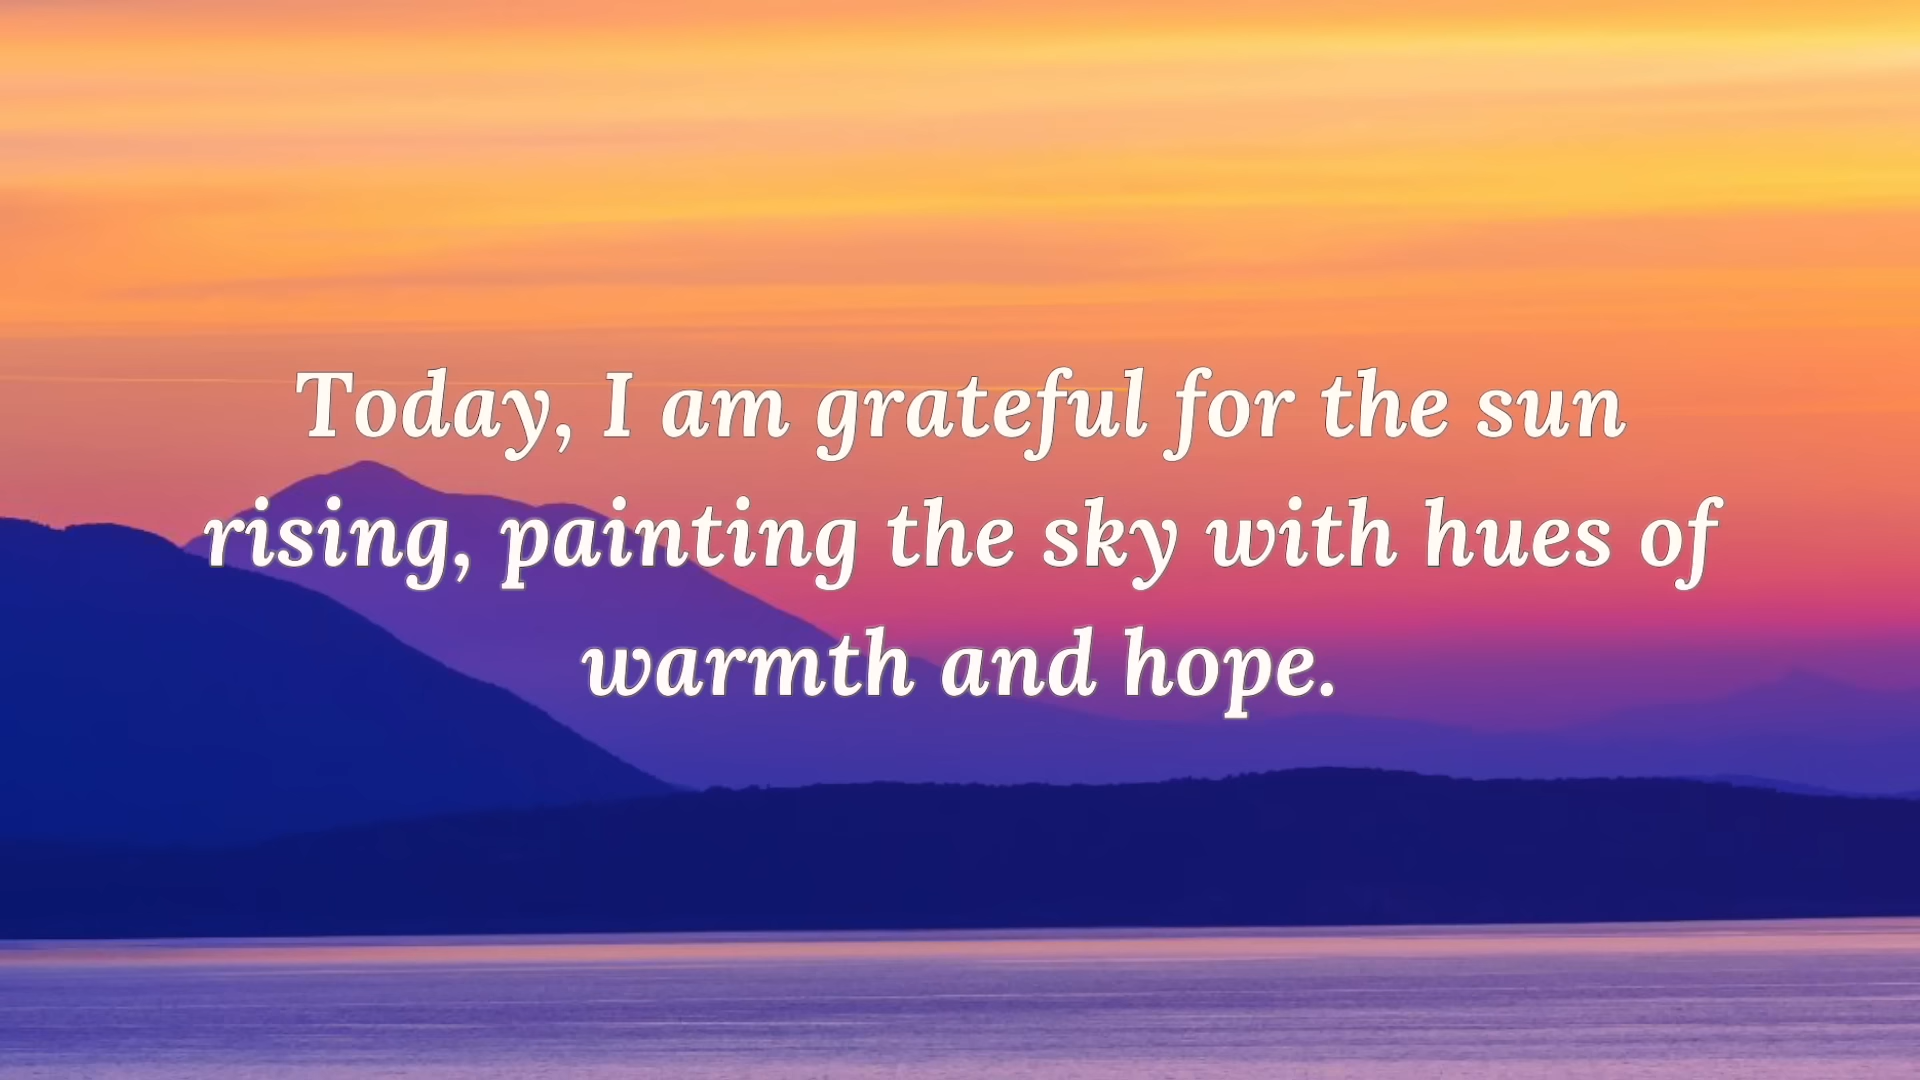 Today, I am grateful for the sun
rising, painting the sky with hues of
warmth and hope.